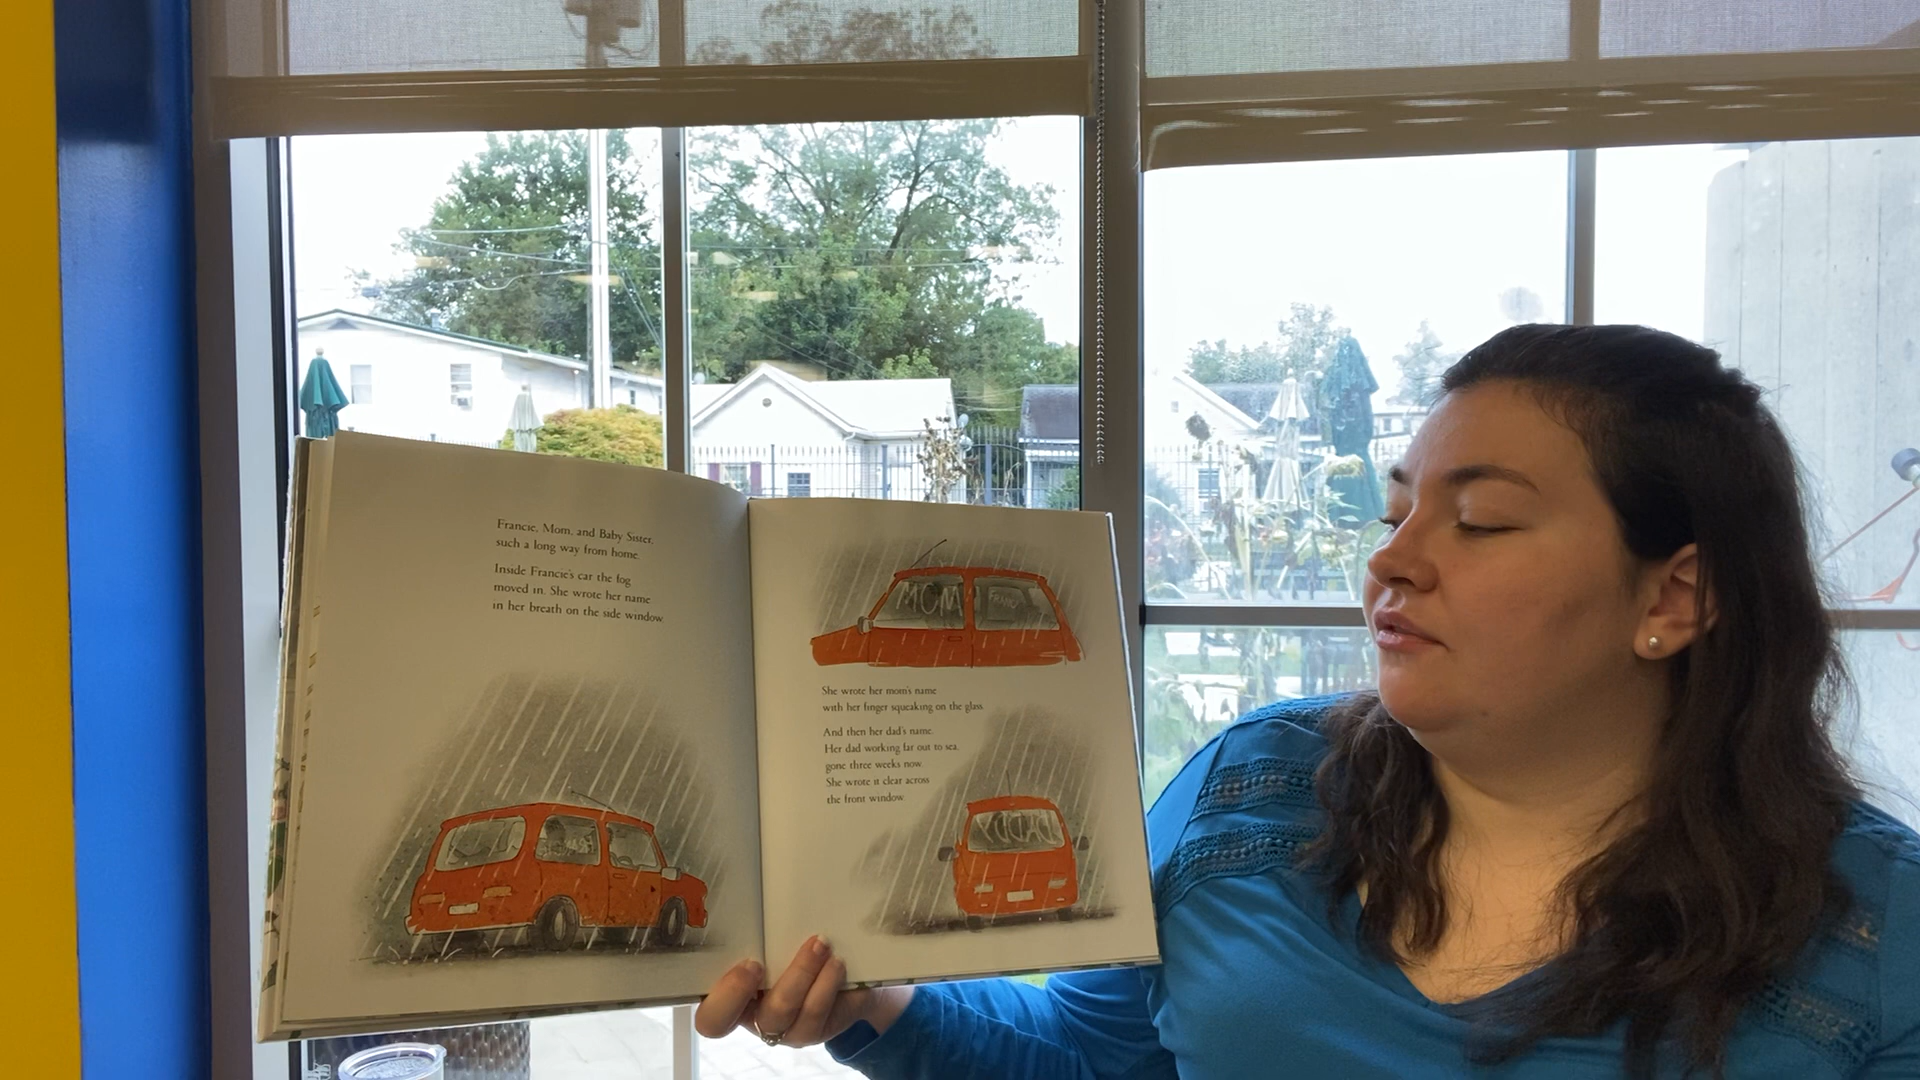 Francie, Mom, and Baby Sister,
such a long way from home.
Inside Francie's car the fog
moved in. She wrote her name
in her breath on the side window.
MOM
She wrote her mom's name
with her finger squeaking on the glass.
And then her dad's name.
Her dad working far out to sea,
gone three weeks now.
She wrote it clear across
the front window.
DADDY